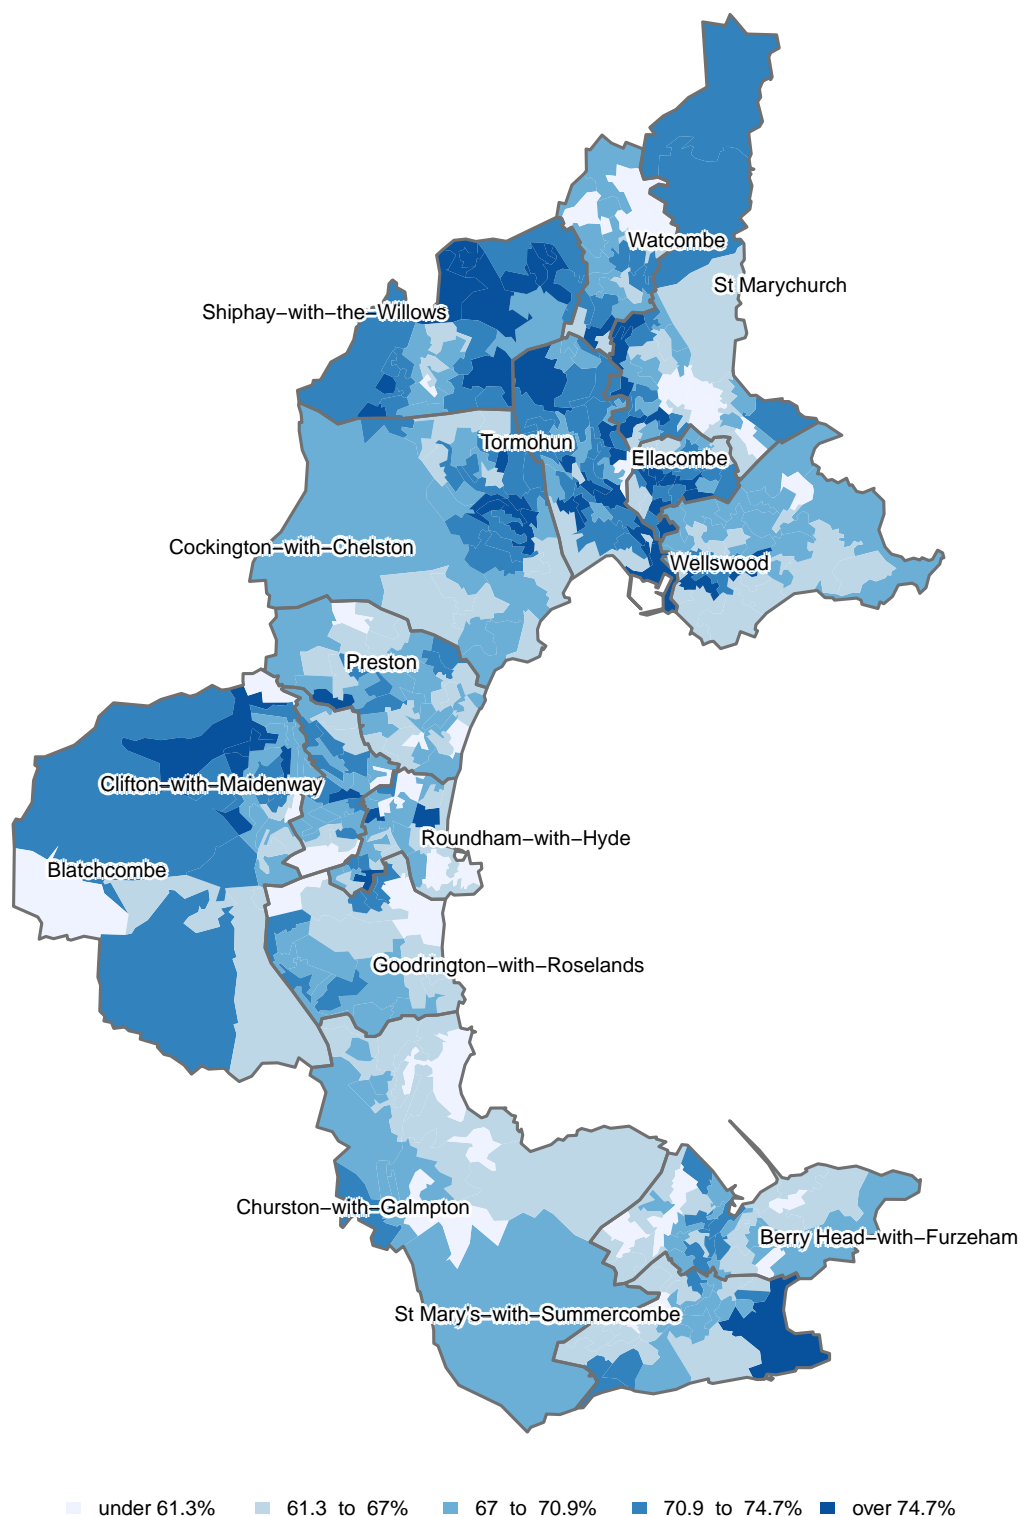 Watcombe
St Marychurch
Shiphay−with−the−Willows
Tormohun
Ellacombe
Cockington−with−Chelston
Wellswood
Preston
Clifton−with−Maidenway
Roundham−with−Hyde
Blatchcombe
Goodrington−with−Roselands
Churston−with−Galmpton
Berry Head−with−Furzeham
St Mary's−with−Summercombe
under 61.3% 61.3 to 67% 67 to 70.9% 70.9 to 74.7% over 74.7%